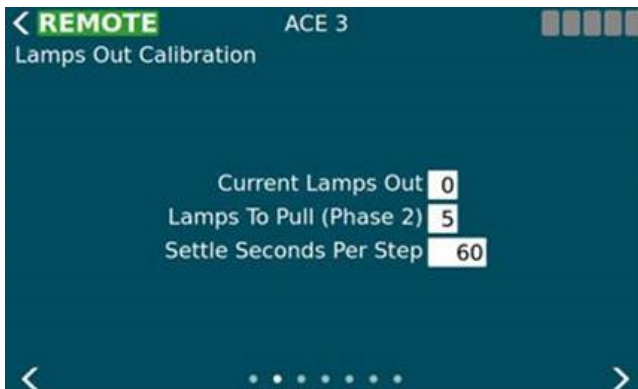 < REMOTE ACE 3
Lamps Out Calibration
Current Lamps Out 0
Lamps To Pull (Phase 2) 5
Settle Seconds Per Step 60
< >